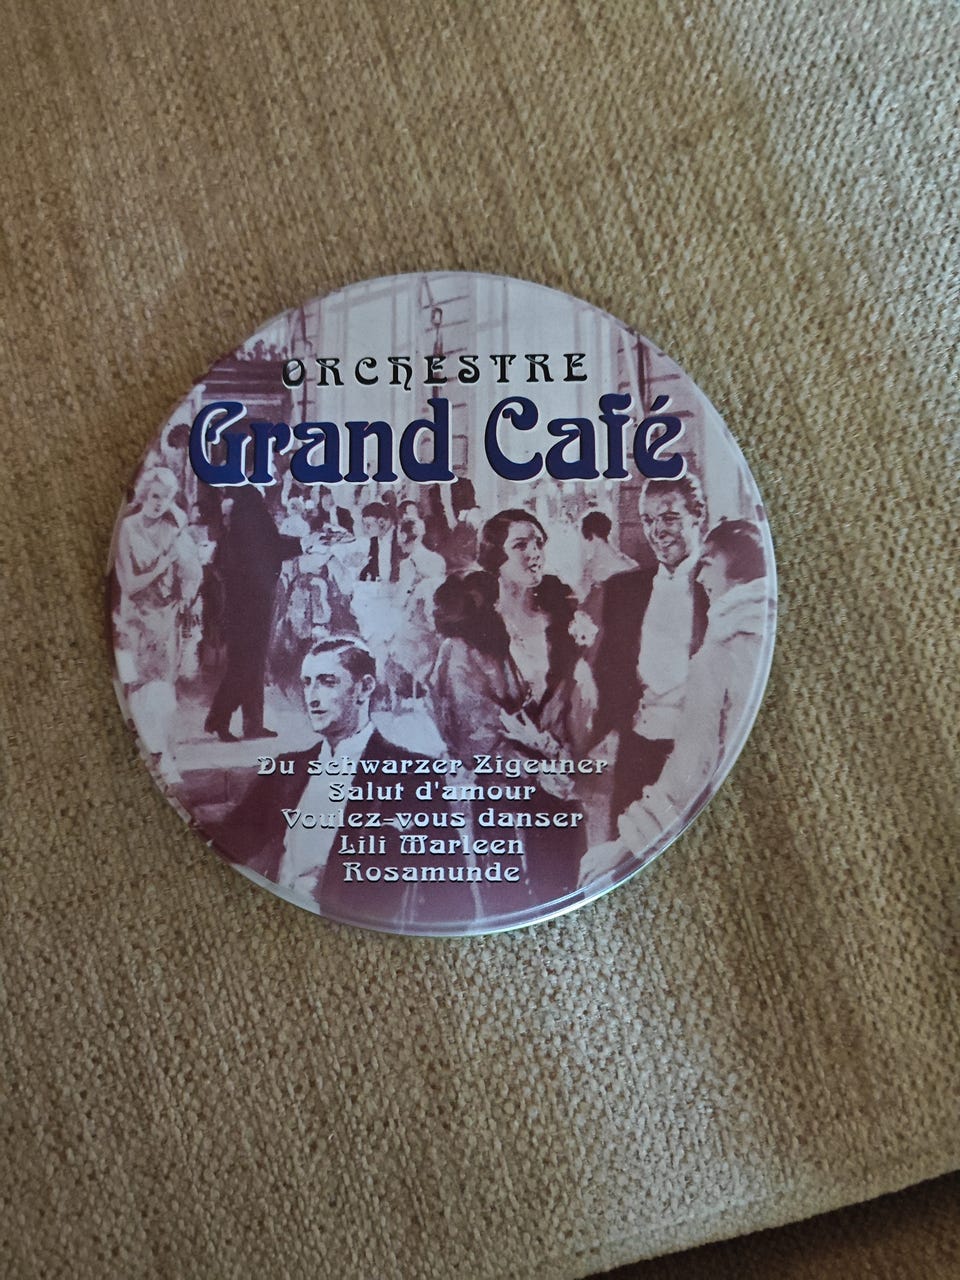 ORCHESTRE
Grand Café
Du schwarzer Zigeuner
Salut d'amour
Voulez-vous danser
Lili Marleen
Rosamunde